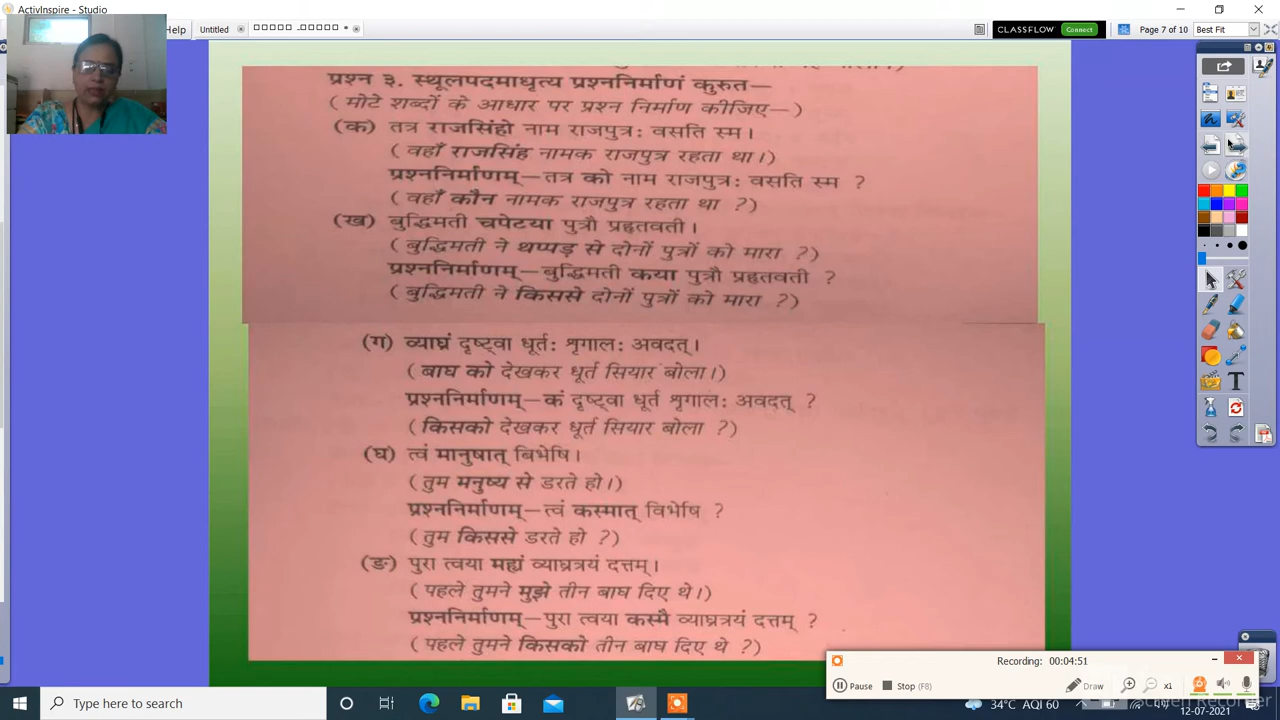 ActivInspire - Studio
Help Untitled CLASSFLOW Connect Page 7 of 10 Best Fit
प्रश्न ३. स्थूलपदमाधृत्य प्रश्ननिर्माणं कुरुत—
(मोटे शब्दों के आधार पर प्रश्न निर्माण कीजिए—)
(क) तत्र राजसिंहो नाम राजपुत्रः वसति स्म।
(वहाँ राजसिंह नामक राजपुत्र रहता था।)
प्रश्ननिर्माणम्—तत्र को नाम राजपुत्रः वसति स्म ?
(वहाँ कौन नामक राजपुत्र रहता था ?)
(ख) बुद्धिमती चपेटया पुत्रौ प्रहृतवती।
(बुद्धिमती ने थप्पड़ से दोनों पुत्रों को मारा ?)
प्रश्ननिर्माणम्—बुद्धिमती कया पुत्रौ प्रहृतवती ?
(बुद्धिमती ने किससे दोनों पुत्रों को मारा ?)
(ग) व्याघ्रं दृष्ट्वा धूर्तः शृगालः अवदत्।
(बाघ को देखकर धूर्त सियार बोला।)
प्रश्ननिर्माणम्—कं दृष्ट्वा धूर्त शृगालः अवदत् ?
(किसको देखकर धूर्त सियार बोला ?)
(घ) त्वं मानुषात् बिभेषि।
(तुम मनुष्य से डरते हो।)
प्रश्ननिर्माणम्—त्वं कस्मात् विभेषि ?
(तुम किससे डरते हो ?)
(ङ) पुरा त्वया मह्यं व्याघ्रत्रयं दत्तम्।
(पहले तुमने मुझे तीन बाघ दिए थे।)
प्रश्ननिर्माणम्—पुरा त्वया कस्मै व्याघ्रत्रयं दत्तम् ?
(पहले तुमने किसको तीन बाघ दिए थे ?)
Recording: 00:04:51
Pause Stop (F8) Draw x1
Type here to search
34°C AQI 60
12-07-2021
Screen Recorder